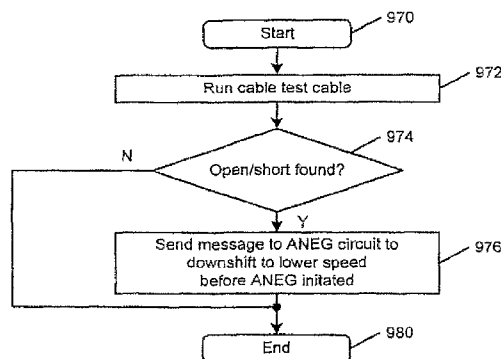 Start
970
Run cable test cable
972
974
Open/short found?
N
Y
Send message to ANEG circuit to
downshift to lower speed
before ANEG initated
976
End
980